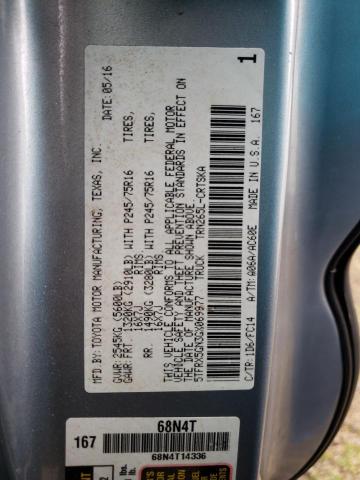 MFD. BY: TOYOTA MOTOR MANUFACTURING, TEXAS, INC. DATE: 05/16
GVWR: 2545KG (5600LB)
GAWR: FRT. 1320KG (2910LB) WITH P245/75R16 TIRES,
16X7J RIMS
RR. 1490KG (3280LB) WITH P245/75R16 TIRES,
16X7J RIMS
THIS VEHICLE CONFORMS TO ALL APPLICABLE FEDERAL MOTOR
VEHICLE SAFETY AND THEFT PREVENTION STANDARDS IN EFFECT ON
THE DATE OF MANUFACTURE SHOWN ABOVE.
5TFRX5GN3GX069977 TRUCK TRN265L-CRTSKA
C/TR: 1D6/FC14 A/TM: A06A/AC60E
MADE IN U.S.A. 167
1
167
68N4T
68N4T14336
lbs.